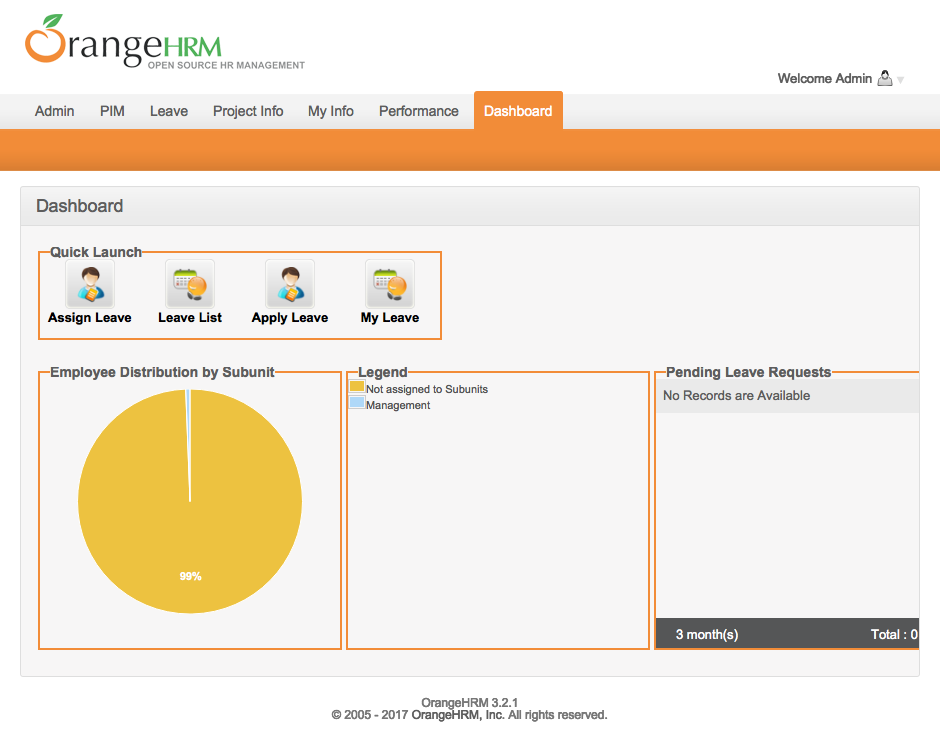 OrangeHRM
OPEN SOURCE HR MANAGEMENT
Welcome Admin
Admin PIM Leave Project Info My Info Performance Dashboard
Dashboard
Quick Launch
Assign Leave Leave List Apply Leave My Leave
Employee Distribution by Subunit
99%
Legend
Not assigned to Subunits
Management
Pending Leave Requests
No Records are Available
3 month(s) Total : 0
OrangeHRM 3.2.1
© 2005 - 2017 OrangeHRM, Inc. All rights reserved.